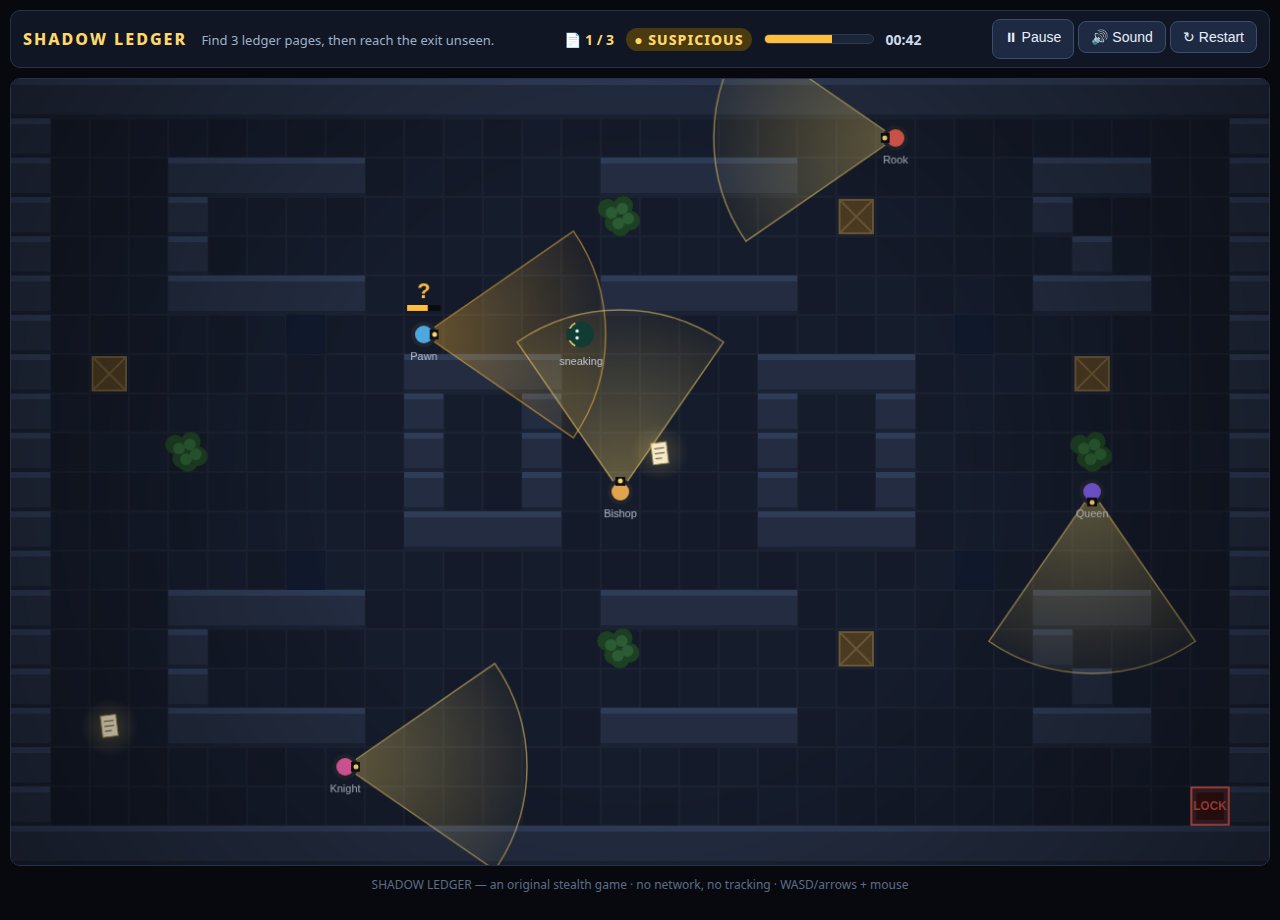 SHADOW LEDGER
Find 3 ledger pages, then reach the exit unseen.
1 / 3
SUSPICIOUS
00:42
Pause
Sound
Restart
Rook
?
Pawn
sneaking
Bishop
Queen
Knight
LOCK
SHADOW LEDGER — an original stealth game · no network, no tracking · WASD/arrows + mouse